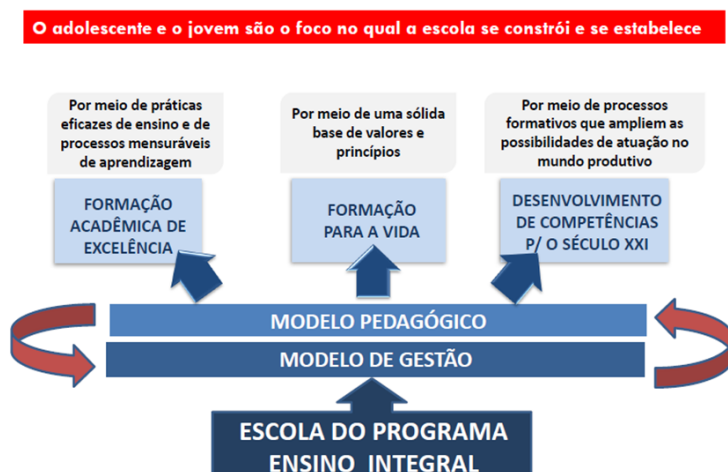 O adolescente e o jovem são o foco no qual a escola se constrói e se estabelece
Por meio de práticas
eficazes de ensino e de
processos mensuráveis
de aprendizagem
Por meio de uma sólida
base de valores e
princípios
Por meio de processos
formativos que ampliem as
possibilidades de atuação no
mundo produtivo
FORMAÇÃO
ACADÊMICA DE
EXCELÊNCIA
FORMAÇÃO
PARA A VIDA
DESENVOLVIMENTO
DE COMPETÊNCIAS
P/ O SÉCULO XXI
MODELO PEDAGÓGICO
MODELO DE GESTÃO
ESCOLA DO PROGRAMA
ENSINO INTEGRAL